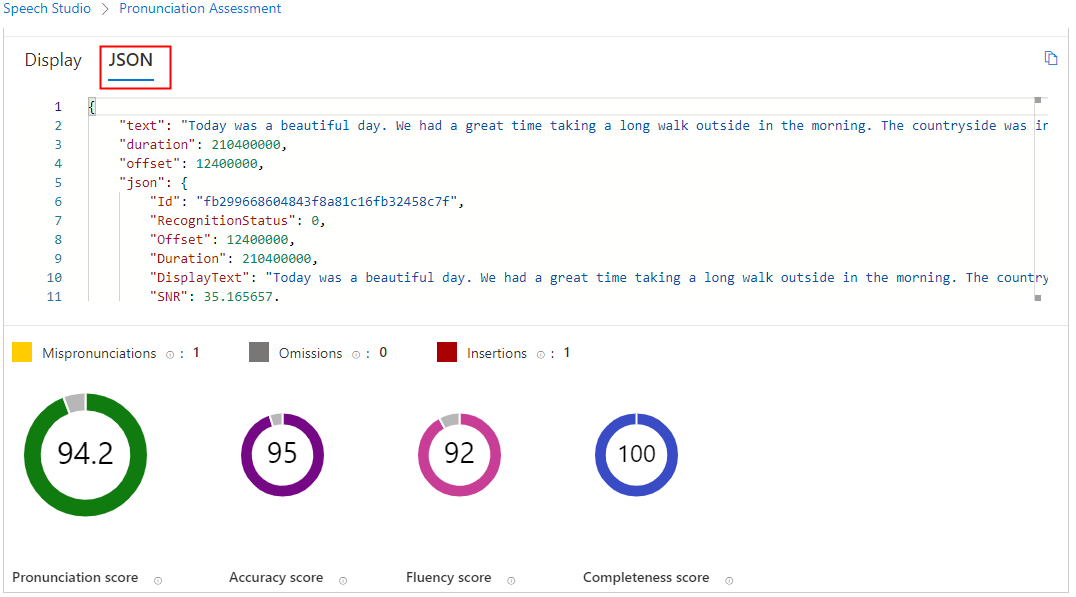 Speech Studio > Pronunciation Assessment
Display JSON
1 {
2 "text": "Today was a beautiful day. We had a great time taking a long walk outside in the morning. The countryside was in
3 "duration": 210400000,
4 "offset": 12400000,
5 "json": {
6 "Id": "fb299668604843f8a81c16fb32458c7f",
7 "RecognitionStatus": 0,
8 "Offset": 12400000,
9 "Duration": 210400000,
10 "DisplayText": "Today was a beautiful day. We had a great time taking a long walk outside in the morning. The country
11 "SNR": 35.165657,
Mispronunciations : 1 Omissions : 0 Insertions : 1
94.2 95 92 100
Pronunciation score Accuracy score Fluency score Completeness score